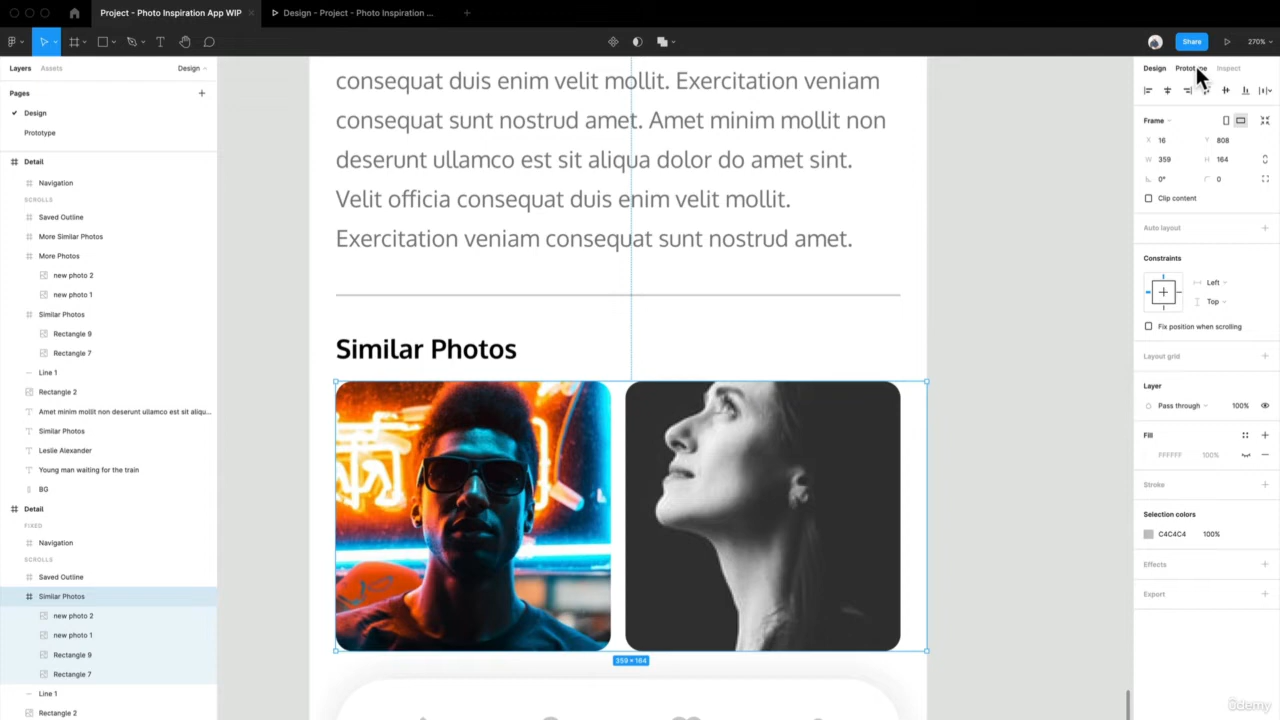 Project - Photo Inspiration App WIP
Design - Project - Photo Inspiration ...
Share
270%
Layers
Assets
Design
Pages
Design
Prototype
Detail
Navigation
SCROLLS
Saved Outline
More Similar Photos
More Photos
new photo 2
new photo 1
Similar Photos
Rectangle 9
Rectangle 7
Line 1
Rectangle 2
Amet minim mollit non deserunt ullamco est sit aliqu...
Similar Photos
Leslie Alexander
Young man waiting for the train
BG
Detail
FIXED
Navigation
SCROLLS
Saved Outline
Similar Photos
new photo 2
new photo 1
Rectangle 9
Rectangle 7
Line 1
Rectangle 2
consequat duis enim velit mollit. Exercitation veniam
consequat sunt nostrud amet. Amet minim mollit non
deserunt ullamco est sit aliqua dolor do amet sint.
Velit officia consequat duis enim velit mollit.
Exercitation veniam consequat sunt nostrud amet.
Similar Photos
359 × 164
Design
Prototype
Inspect
Frame
X 16
Y 808
W 359
H 164
0°
0
Clip content
Auto layout
Constraints
Left
Top
Fix position when scrolling
Layout grid
Layer
Pass through
100%
Fill
FFFFFF
100%
Stroke
Selection colors
C4C4C4
100%
Effects
Export
ûdemy